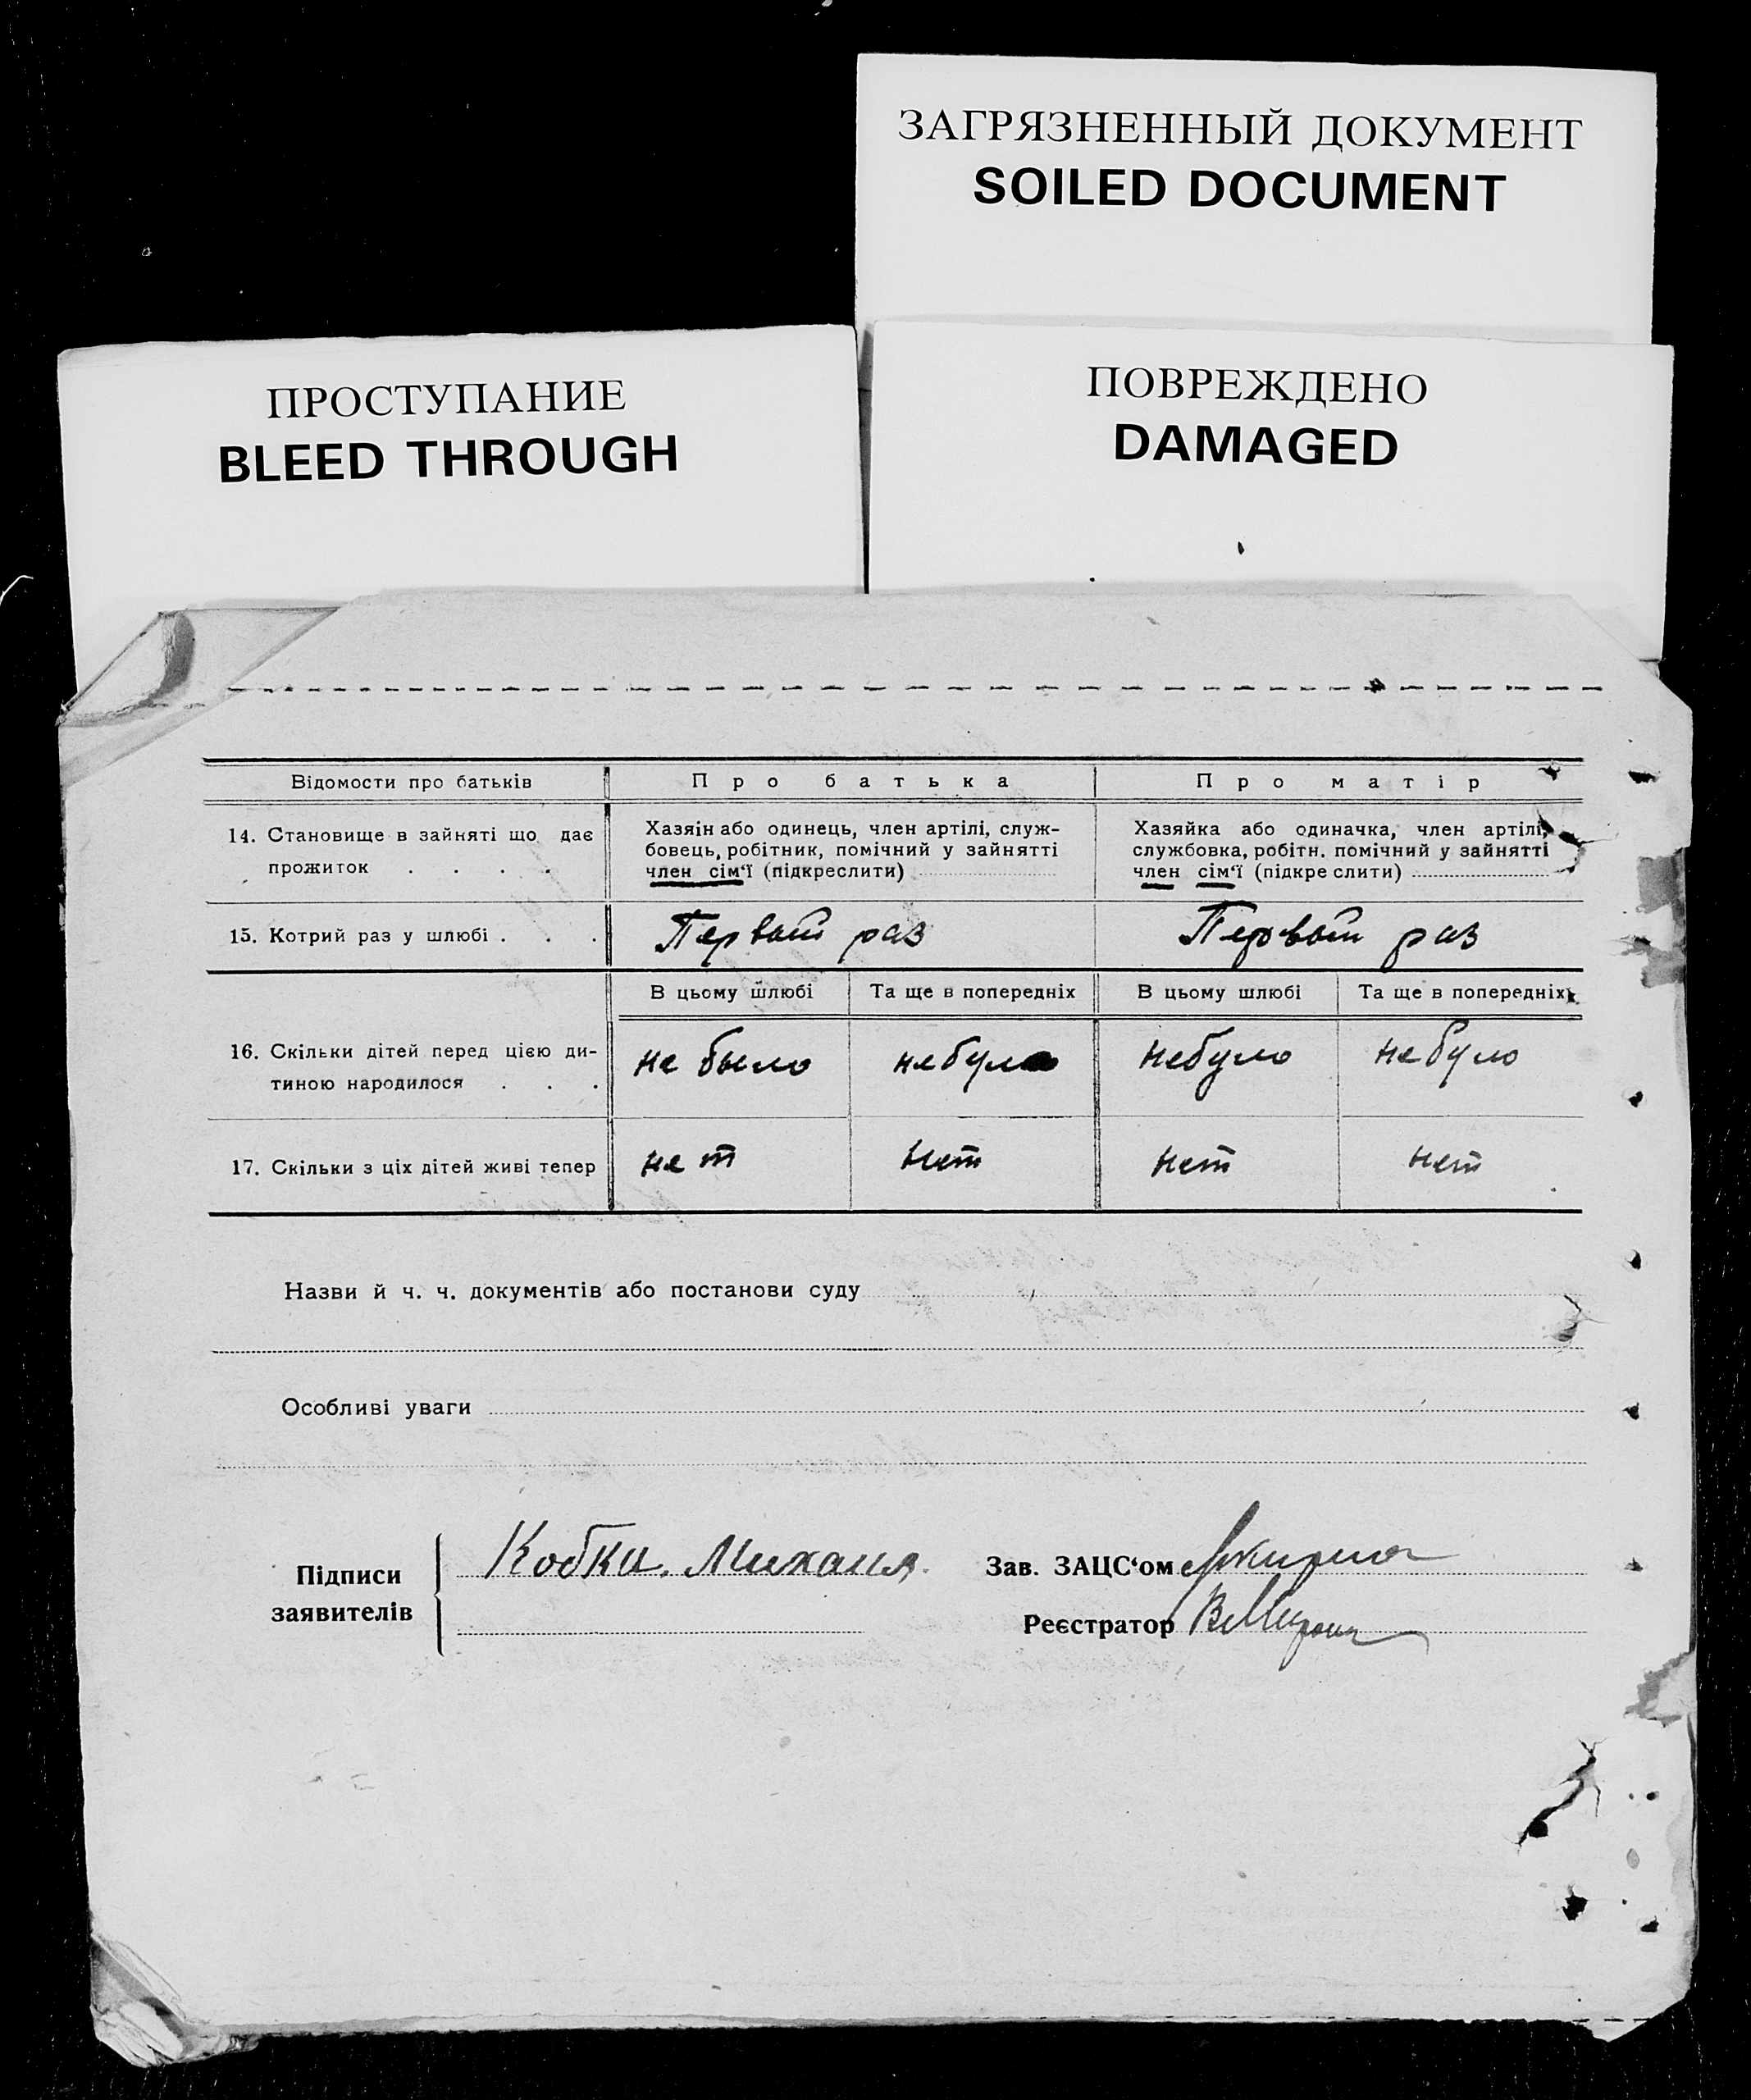 ЗАГРЯЗНЕННЫЙ ДОКУМЕНТ
SOILED DOCUMENT
ПРОСТУПАНИЕ
BLEED THROUGH
ПОВРЕЖДЕНО
DAMAGED
Відомости про батьків Про батька Про матір
14. Становище в зайняті що дає
прожиток . . . .
Хазяін або одинець, член артілі, служ-
бовець, робітник, помічний у зайнятті
член сім'ї (підкреслити)
Хазяйка або одиначка, член артілі,
службовка, робітн. помічний у зайнятті
член сім'ї (підкреслити)
15. Котрий раз у шлюбі . . . Первый раз Первый раз
В цьому шлюбі Та ще в попередніх В цьому шлюбі Та ще в попередніх
16. Скільки дітей перед цією ди-
тиною народилося . . .
не было небуло небуло небуло
17. Скільки з ціх дітей живі тепер нет нет нет нет
Назви й ч. ч. документів або постанови суду
Особливі уваги
Підписи
заявителів
Кобки.
Зав. ЗАЦС'ом
Реєстратор